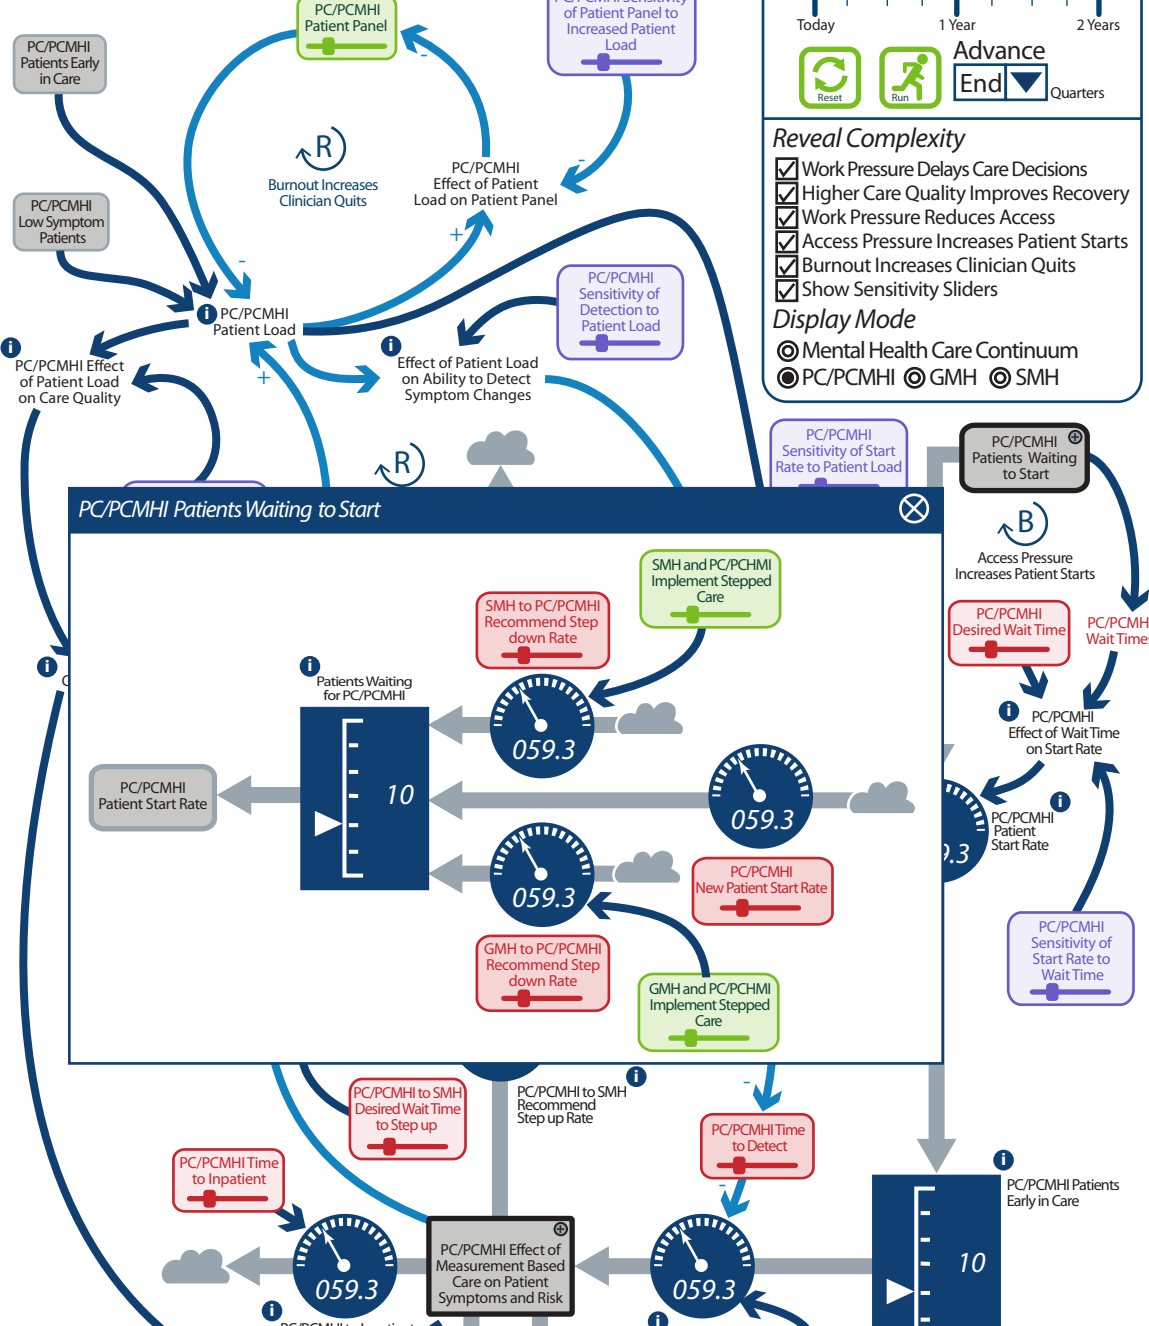 PC/PCMHI
Patient Panel
PC/PCMHI Sensitivity
of Patient Panel to
Increased Patient
Load
PC/PCMHI
Patients Early
in Care
PC/PCMHI
Low Symptom
Patients
R
Burnout Increases
Clinician Quits
PC/PCMHI
Effect of Patient
Load on Patient Panel
-
-
-
+
i
PC/PCMHI
Patient Load
PC/PCMHI
Sensitivity of
Detection to
Patient Load
i
PC/PCMHI Effect
of Patient Load
on Care Quality
i
Effect of Patient Load
on Ability to Detect
Symptom Changes
+
R
Today
1 Year
2 Years
Reset
Run
Advance
End
Quarters
Reveal Complexity
Work Pressure Delays Care Decisions
Higher Care Quality Improves Recovery
Work Pressure Reduces Access
Access Pressure Increases Patient Starts
Burnout Increases Clinician Quits
Show Sensitivity Sliders
Display Mode
Mental Health Care Continuum
PC/PCMHI GMH SMH
PC/PCMHI
Sensitivity of Start
Rate to Patient Load
PC/PCMHI
Patients Waiting
to Start
B
Access Pressure
Increases Patient Starts
PC/PCMHI
Desired Wait Time
PC/PCMH
Wait Time
i
PC/PCMHI
Effect of Wait Time
on Start Rate
i
PC/PCMHI
Patient
Start Rate
9.3
PC/PCMHI
Sensitivity of
Start Rate to
Wait Time
i
PC/PCMHI Patients Waiting to Start
SMH and PC/PCHMI
Implement Stepped
Care
SMH to PC/PCMHI
Recommend Step
down Rate
i
Patients Waiting
for PC/PCMHI
059.3
PC/PCMHI
Patient Start Rate
10
059.3
059.3
PC/PCMHI
New Patient Start Rate
GMH to PC/PCMHI
Recommend Step
down Rate
GMH and PC/PCHMI
Implement Stepped
Care
PC/PCMHI to SMH
Desired Wait Time
to Step up
i
PC/PCMHI to SMH
Recommend
Step up Rate
-
PC/PCMHI Time
to Detect
-
PC/PCMHI Time
to Inpatient
059.3
PC/PCMHI Effect of
Measurement Based
Care on Patient
Symptoms and Risk
059.3
i
PC/PCMHI Patients
Early in Care
10
i
PC/PCMHI to Inpatient
i